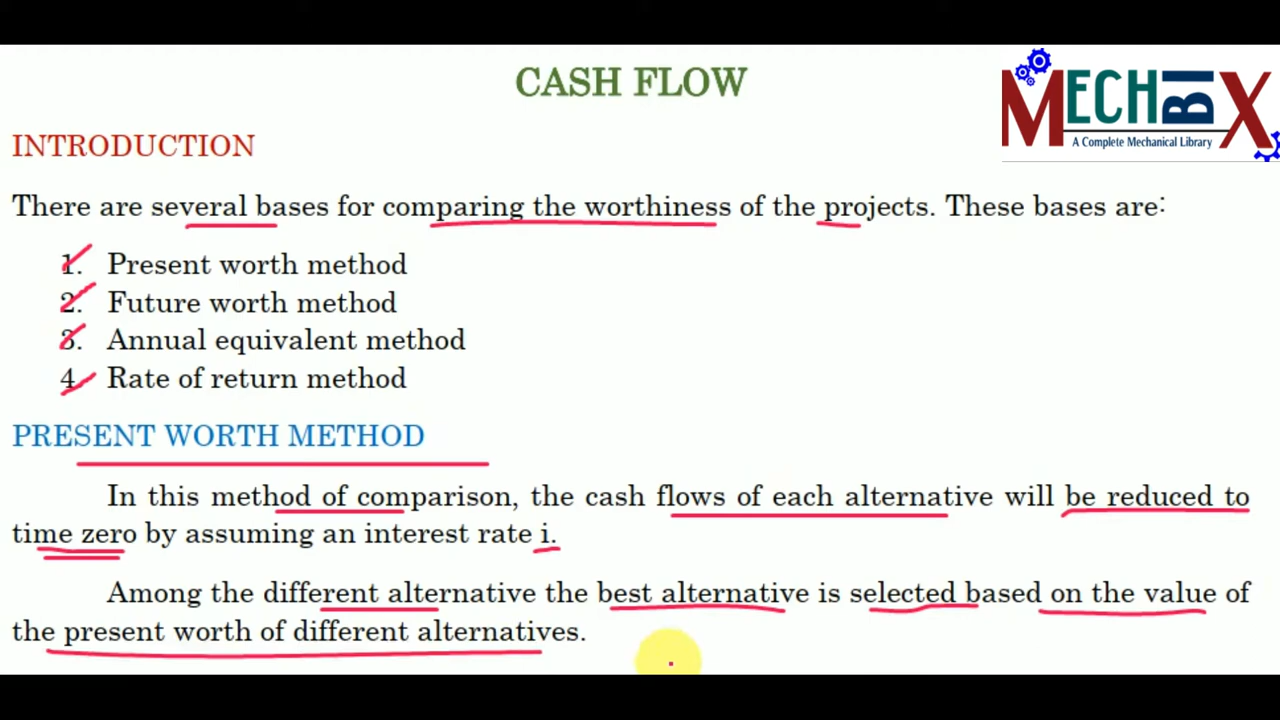 CASH FLOW
MECHBIX
A Complete Mechanical Library
INTRODUCTION
There are several bases for comparing the worthiness of the projects. These bases are:
1. Present worth method
2. Future worth method
3. Annual equivalent method
4. Rate of return method
PRESENT WORTH METHOD
In this method of comparison, the cash flows of each alternative will be reduced to
time zero by assuming an interest rate i.
Among the different alternative the best alternative is selected based on the value of
the present worth of different alternatives.